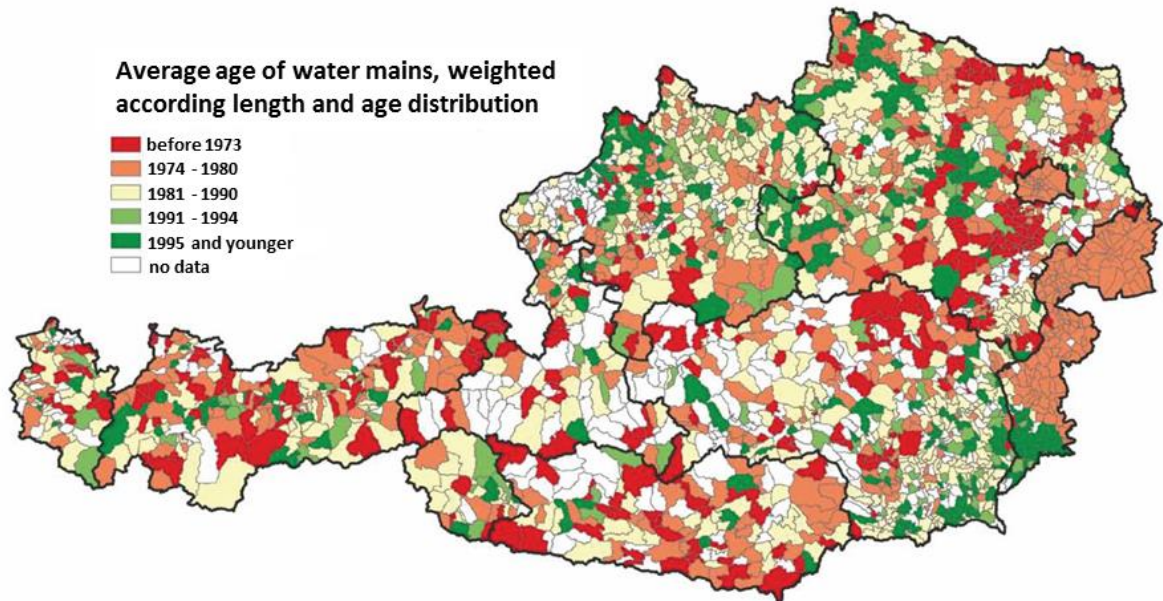 Average age of water mains, weighted
according length and age distribution
before 1973
1974 - 1980
1981 - 1990
1991 - 1994
1995 and younger
no data